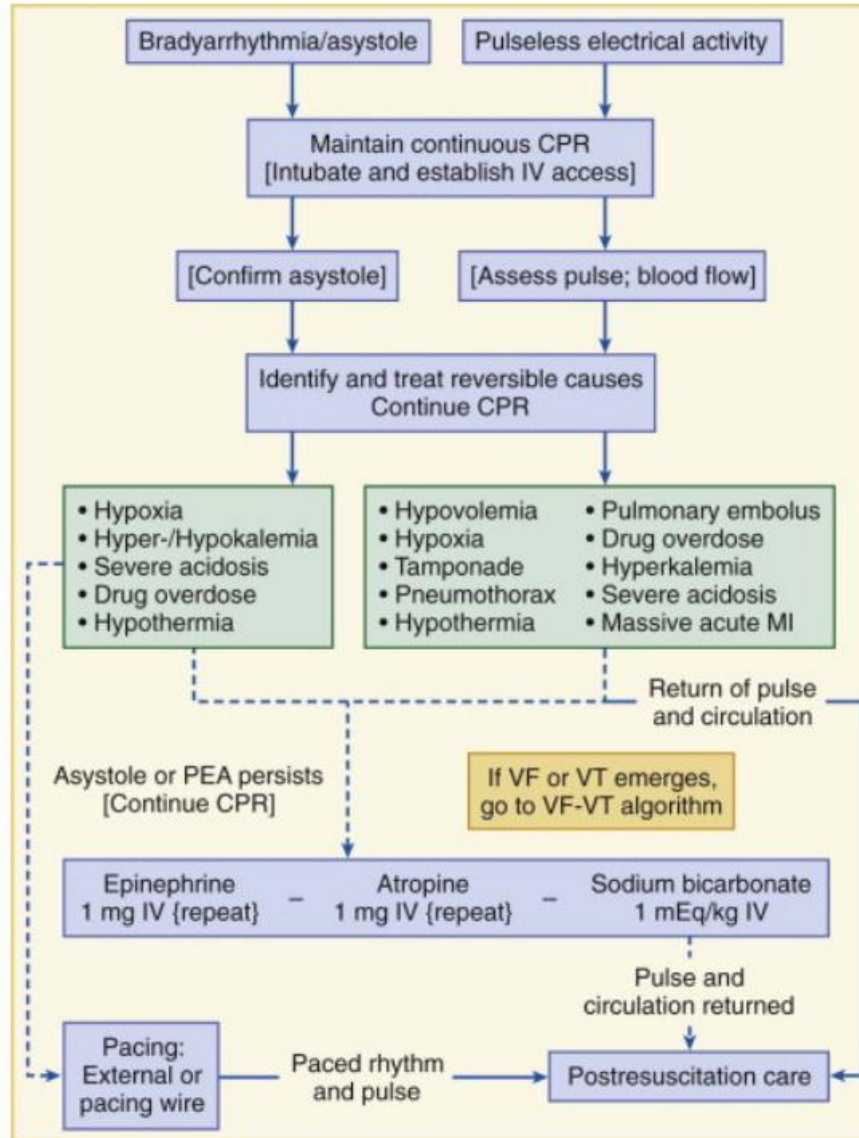 Bradyarrhythmia/asystole
Pulseless electrical activity
Maintain continuous CPR
[Intubate and establish IV access]
[Confirm asystole]
[Assess pulse; blood flow]
Identify and treat reversible causes
Continue CPR
• Hypoxia
• Hyper-/Hypokalemia
• Severe acidosis
• Drug overdose
• Hypothermia
• Hypovolemia
• Hypoxia
• Tamponade
• Pneumothorax
• Hypothermia
• Pulmonary embolus
• Drug overdose
• Hyperkalemia
• Severe acidosis
• Massive acute MI
Return of pulse
and circulation
Asystole or PEA persists
[Continue CPR]
If VF or VT emerges,
go to VF-VT algorithm
Epinephrine – Atropine – Sodium bicarbonate
1 mg IV {repeat} 1 mg IV {repeat} 1 mEq/kg IV
Pulse and
circulation returned
Pacing:
External or
pacing wire
Paced rhythm
and pulse
Postresuscitation care